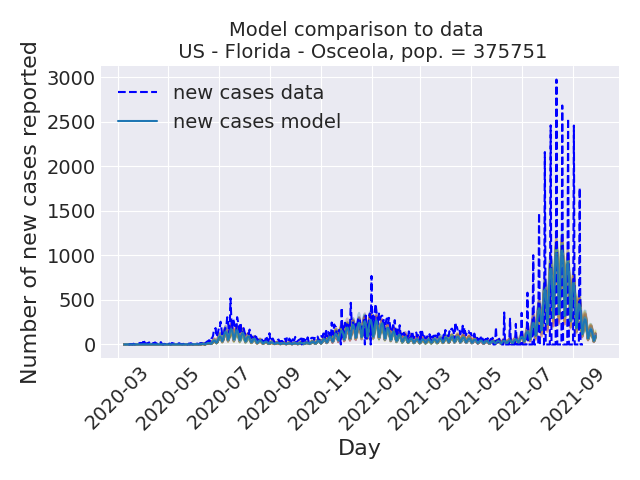 Model comparison to data
US - Florida - Osceola, pop. = 375751
Number of new cases reported
3000
2500
2000
1500
1000
500
0
new cases data
new cases model
2020-03
2020-05
2020-07
2020-09
2020-11
2021-01
2021-03
2021-05
2021-07
2021-09
Day